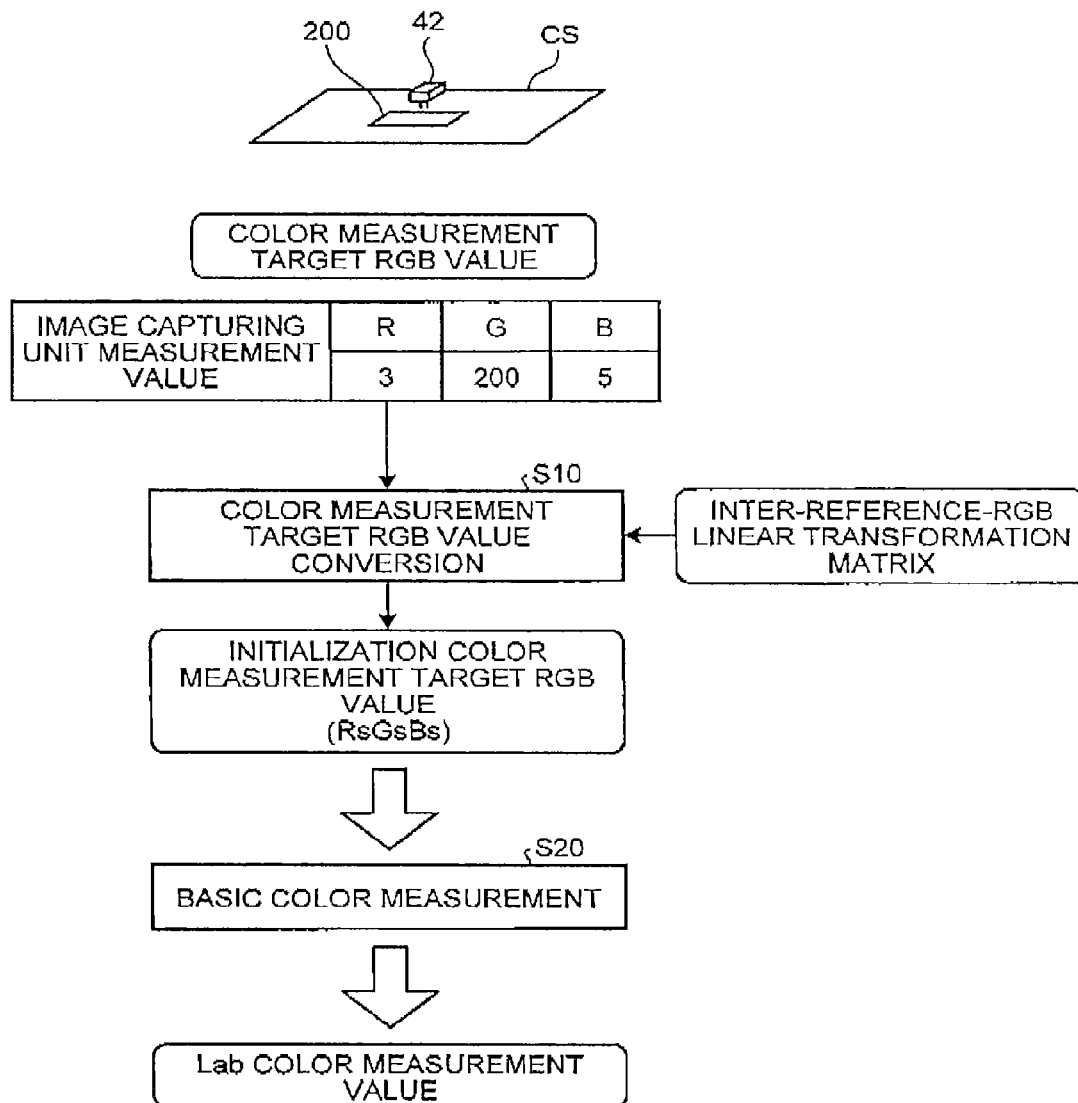 42
200
CS
COLOR MEASUREMENT
TARGET RGB VALUE
IMAGE CAPTURING
UNIT MEASUREMENT
VALUE
R G B
3 200 5
S10
COLOR MEASUREMENT
TARGET RGB VALUE
CONVERSION
INTER-REFERENCE-RGB
LINEAR TRANSFORMATION
MATRIX
INITIALIZATION COLOR
MEASUREMENT TARGET RGB
VALUE
(RsGsBs)
S20
BASIC COLOR MEASUREMENT
Lab COLOR MEASUREMENT
VALUE